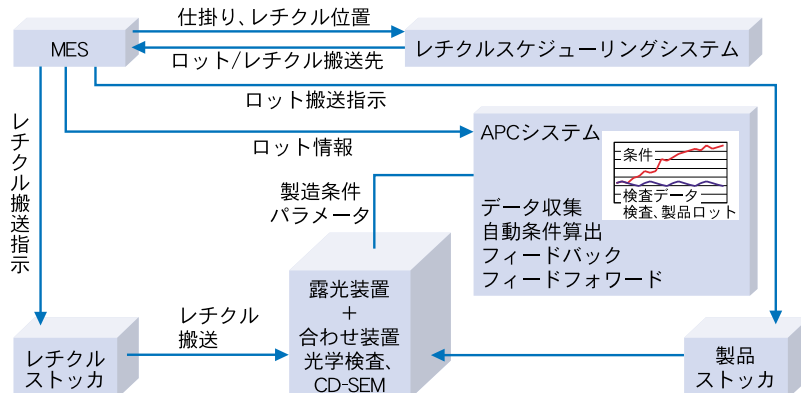 仕掛り、レチクル位置
MES
レチクルスケジューリングシステム
ロット/レチクル搬送先
ロット搬送指示
レチクル搬送指示
ロット情報
APCシステム
条件
検査データ
検査、製品ロット
データ収集
自動条件算出
フィードバック
フィードフォワード
製造条件
パラメータ
露光装置
+
合わせ装置
光学検査、
CD-SEM
レチクル
搬送
レチクル
ストッカ
製品
ストッカ